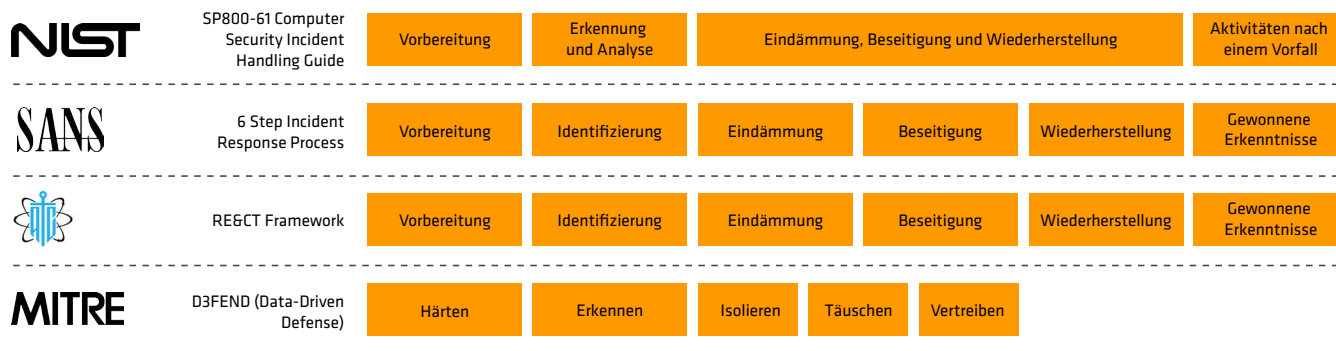 NIST
SP800-61 Computer
Security Incident
Handling Guide
Vorbereitung
Erkennung
und Analyse
Eindämmung, Beseitigung und Wiederherstellung
Aktivitäten nach
einem Vorfall
SANS
6 Step Incident
Response Process
Vorbereitung
Identifizierung
Eindämmung
Beseitigung
Wiederherstellung
Gewonnene
Erkenntnisse
RE&CT Framework
Vorbereitung
Identifizierung
Eindämmung
Beseitigung
Wiederherstellung
Gewonnene
Erkenntnisse
MITRE
D3FEND (Data-Driven
Defense)
Härten
Erkennen
Isolieren
Täuschen
Vertreiben